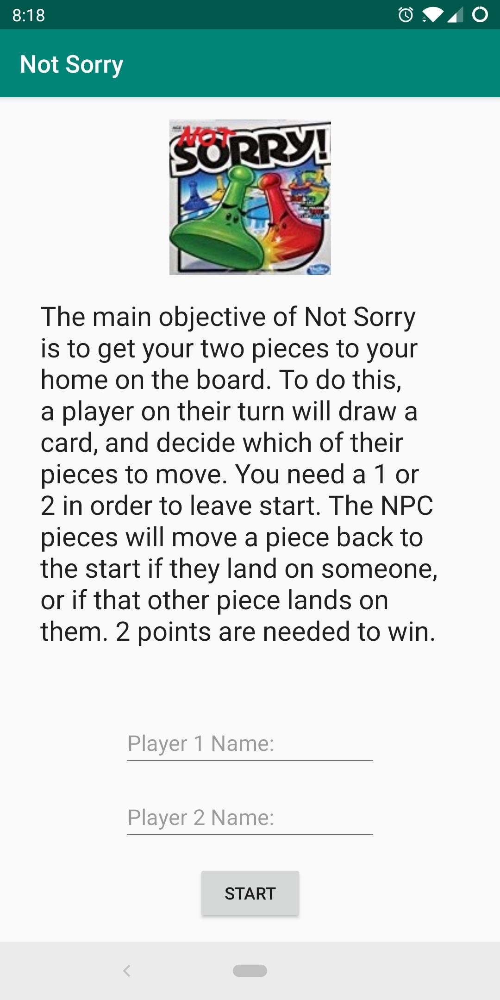 8:18
Not Sorry
NOT
SORRY!
The main objective of Not Sorry
is to get your two pieces to your
home on the board. To do this,
a player on their turn will draw a
card, and decide which of their
pieces to move. You need a 1 or
2 in order to leave start. The NPC
pieces will move a piece back to
the start if they land on someone,
or if that other piece lands on
them. 2 points are needed to win.
Player 1 Name:
Player 2 Name:
START